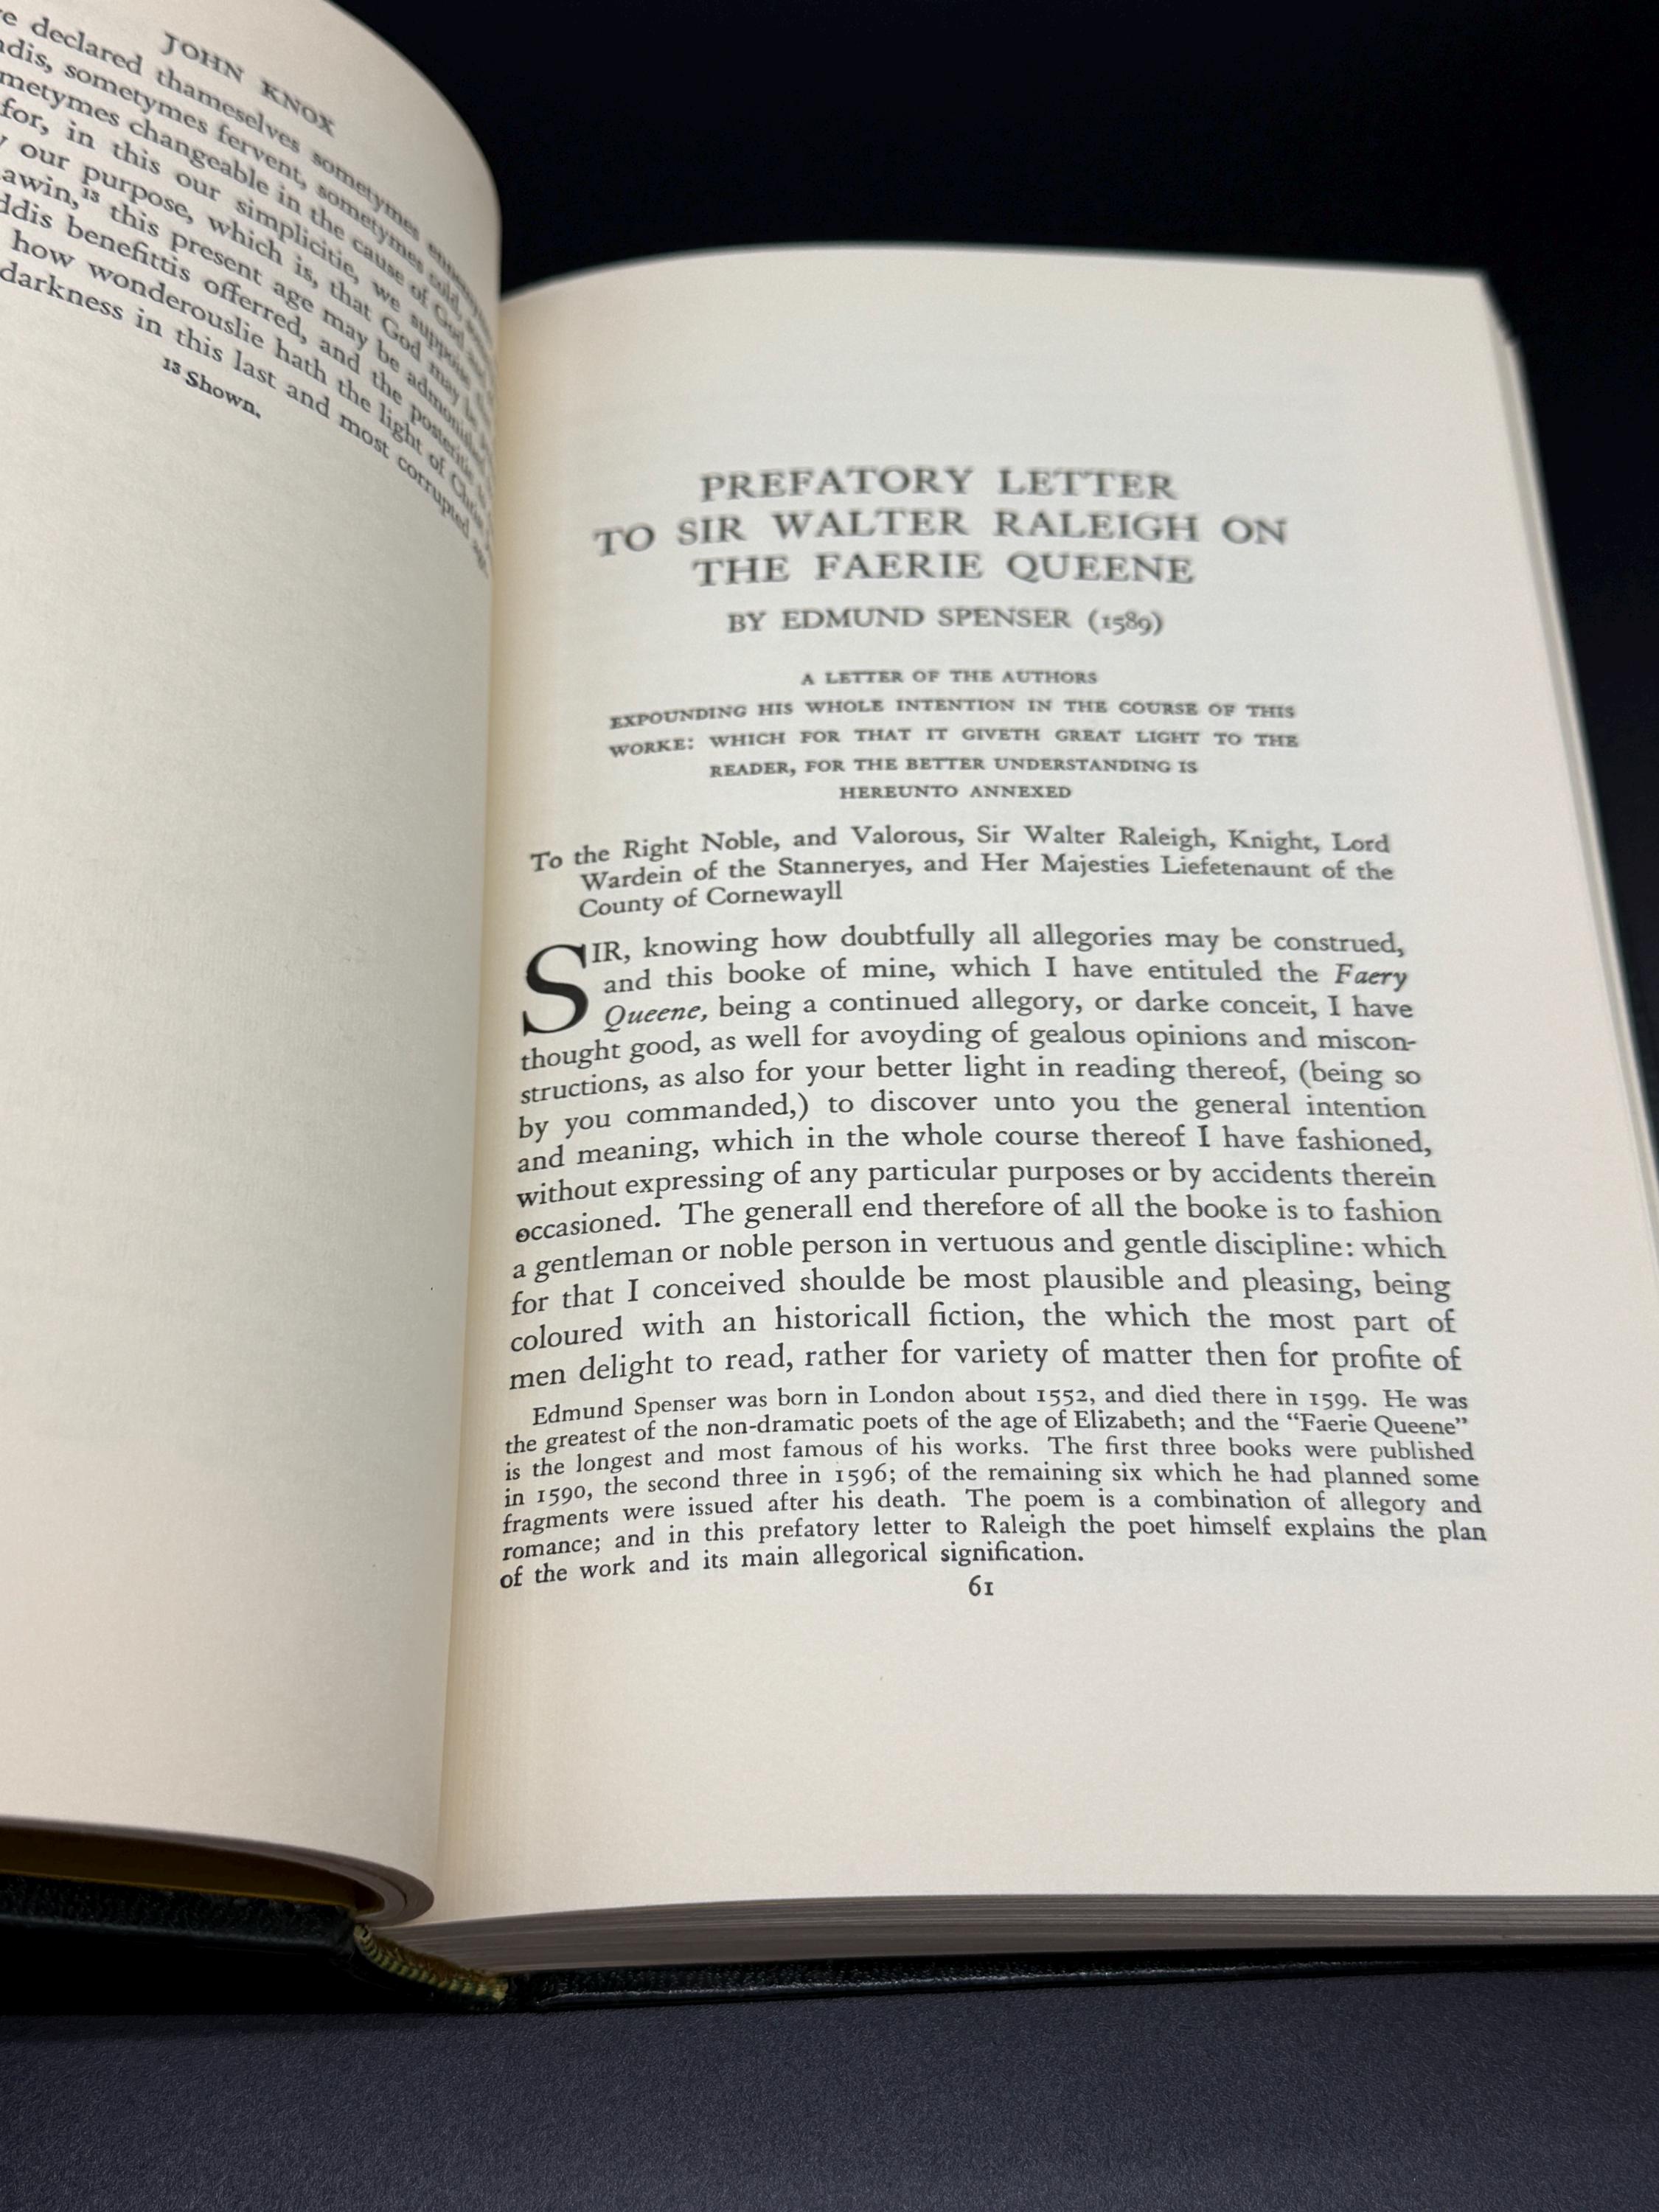 JOHN KNOX
declared thameselves sometymes
sometymes fervent, sometymes cold,
changeable in the cause of God
for, in this our simplicitie, we suppoise
our purpose, which is, that God may be
this present age may be admonished
benefittis offerred, and the posteritie
how wonderouslie hath the light of Christ
darkness in this last and most corrupted age.
13 Shown.
PREFATORY LETTER
TO SIR WALTER RALEIGH ON
THE FAERIE QUEENE
BY EDMUND SPENSER (1589)
A LETTER OF THE AUTHORS
EXPOUNDING HIS WHOLE INTENTION IN THE COURSE OF THIS
WORKE: WHICH FOR THAT IT GIVETH GREAT LIGHT TO THE
READER, FOR THE BETTER UNDERSTANDING IS
HEREUNTO ANNEXED
To the Right Noble, and Valorous, Sir Walter Raleigh, Knight, Lord
Wardein of the Stanneryes, and Her Majesties Liefetenaunt of the
County of Cornewayll
SIR, knowing how doubtfully all allegories may be construed,
and this booke of mine, which I have entituled the Faery
Queene, being a continued allegory, or darke conceit, I have
thought good, as well for avoyding of gealous opinions and miscon-
structions, as also for your better light in reading thereof, (being so
by you commanded,) to discover unto you the general intention
and meaning, which in the whole course thereof I have fashioned,
without expressing of any particular purposes or by accidents therein
occasioned. The generall end therefore of all the booke is to fashion
a gentleman or noble person in vertuous and gentle discipline: which
for that I conceived shoulde be most plausible and pleasing, being
coloured with an historicall fiction, the which the most part of
men delight to read, rather for variety of matter then for profite of
Edmund Spenser was born in London about 1552, and died there in 1599. He was
the greatest of the non-dramatic poets of the age of Elizabeth; and the "Faerie Queene"
is the longest and most famous of his works. The first three books were published
in 1590, the second three in 1596; of the remaining six which he had planned some
fragments were issued after his death. The poem is a combination of allegory and
romance; and in this prefatory letter to Raleigh the poet himself explains the plan
of the work and its main allegorical signification.
61